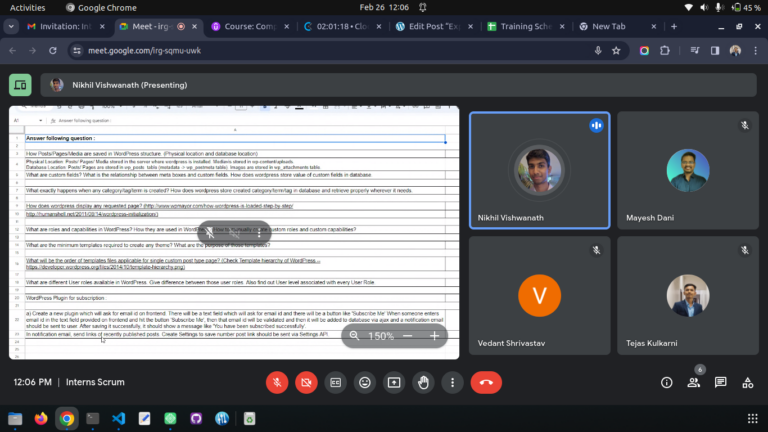 Activities
Google Chrome
Feb 26 12:06
45 %
Invitation: Int
Meet - irg-
Course: Comp
02:01:18 • Clo
Edit Post "Exa
Training Sche
New Tab
meet.google.com/irg-sqmu-uwk
Nikhil Vishwanath (Presenting)
Answer following question :
Answer following question :
How Posts/Pages/Media are saved in WordPress structure (Physical location and database location)
Physical Location: Posts/ Pages/ Media stored in the server where wordpress is installed. Mediums stored in wp-content/uploads.
Database Location: Posts/ Pages are stored in wp_posts table (metadata -> wp_postmeta table). Images are stored in wp_attachments table.
What are custom fields? What is the relationship between meta boxes and custom fields. How does wordpress store value of custom fields in database.
What exactly happens when any category/tag/term is created? How does wordpress store created category/term/tag in database and retrieve properly wherever it needs.
How does wordpress display any requested page? (http://www.wpmayor.com/how-wordpress-is-loaded-step-by-step/
http://humanshell.net/2011/09/14/wordpress-initialization/)
What are roles and capabilities in WordPress? How they are used in custom roles and custom capabilities?
What are the minimum templates required to create any theme? What are the
What will be the order of templates files applicable for single custom post type page? (Check Template hierarchy of WordPress –
https://developer.wordpress.org/files/2014/10/template-hierarchy.png)
What are different User roles available in WordPress. Give difference between those roles. Also find out User level associated with every User Role.
WordPress Plugin for subscription :
a) Create a new plugin which will ask for email id on frontend. There will be a text field which will ask for email id and there will be a button like 'Subscribe Me' When someone enters
email id in the text field provided on frontend and hit the button 'Subscribe Me', then that email id will be validated and then it will be added to database via ajax and a notification email
should be sent to user. After saving it successfully, it should show a message like 'You have been subscribed successfully'.
In notification email, send links of recently published posts. Create Settings to save number post link should be sent via Settings API.
150%
Nikhil Vishwanath
Mayesh Dani
V
Vedant Shrivastav
Tejas Kulkarni
12:06 PM | Interns Scrum
6